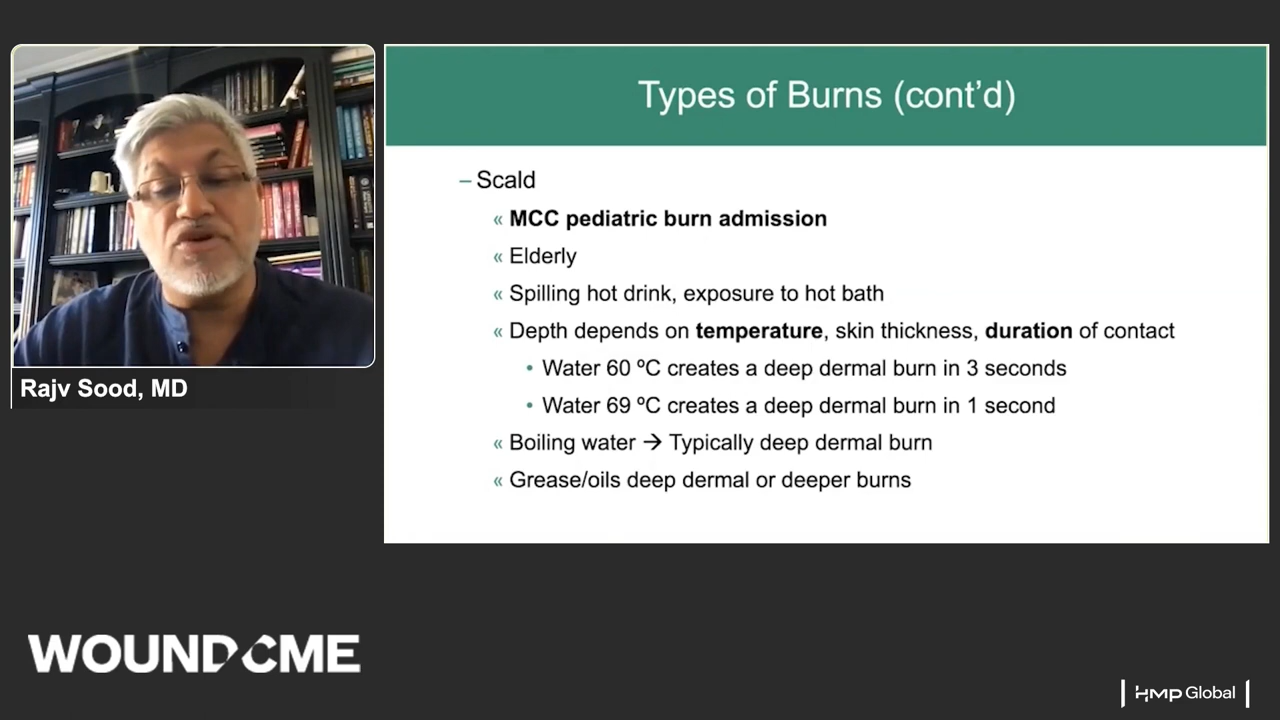 Types of Burns (cont'd)
– Scald
« MCC pediatric burn admission
« Elderly
« Spilling hot drink, exposure to hot bath
« Depth depends on temperature, skin thickness, duration of contact
• Water 60 ºC creates a deep dermal burn in 3 seconds
• Water 69 ºC creates a deep dermal burn in 1 second
« Boiling water → Typically deep dermal burn
« Grease/oils deep dermal or deeper burns
Rajv Sood, MD
WOUNDCME
HMP Global